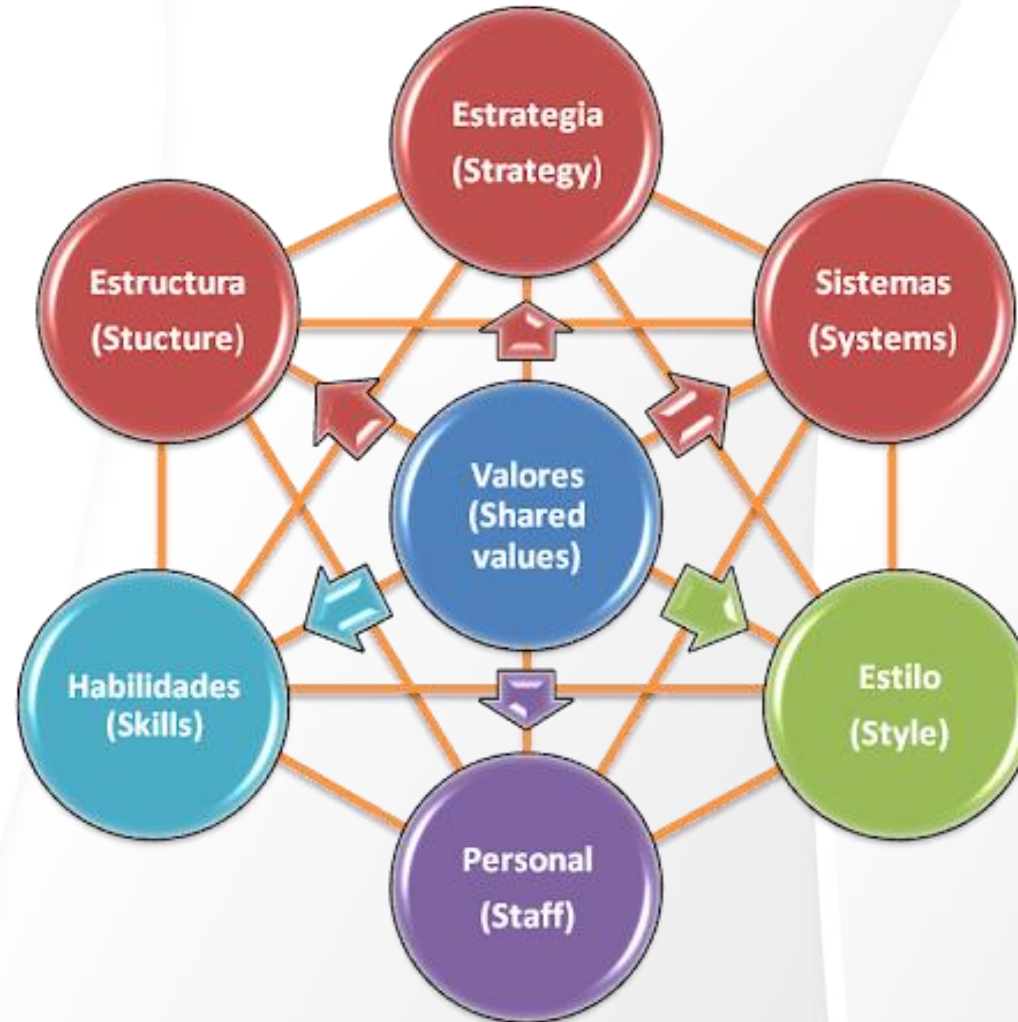 Estrategia
(Strategy)
Estructura
(Stucture)
Sistemas
(Systems)
Valores
(Shared
values)
Habilidades
(Skills)
Estilo
(Style)
Personal
(Staff)